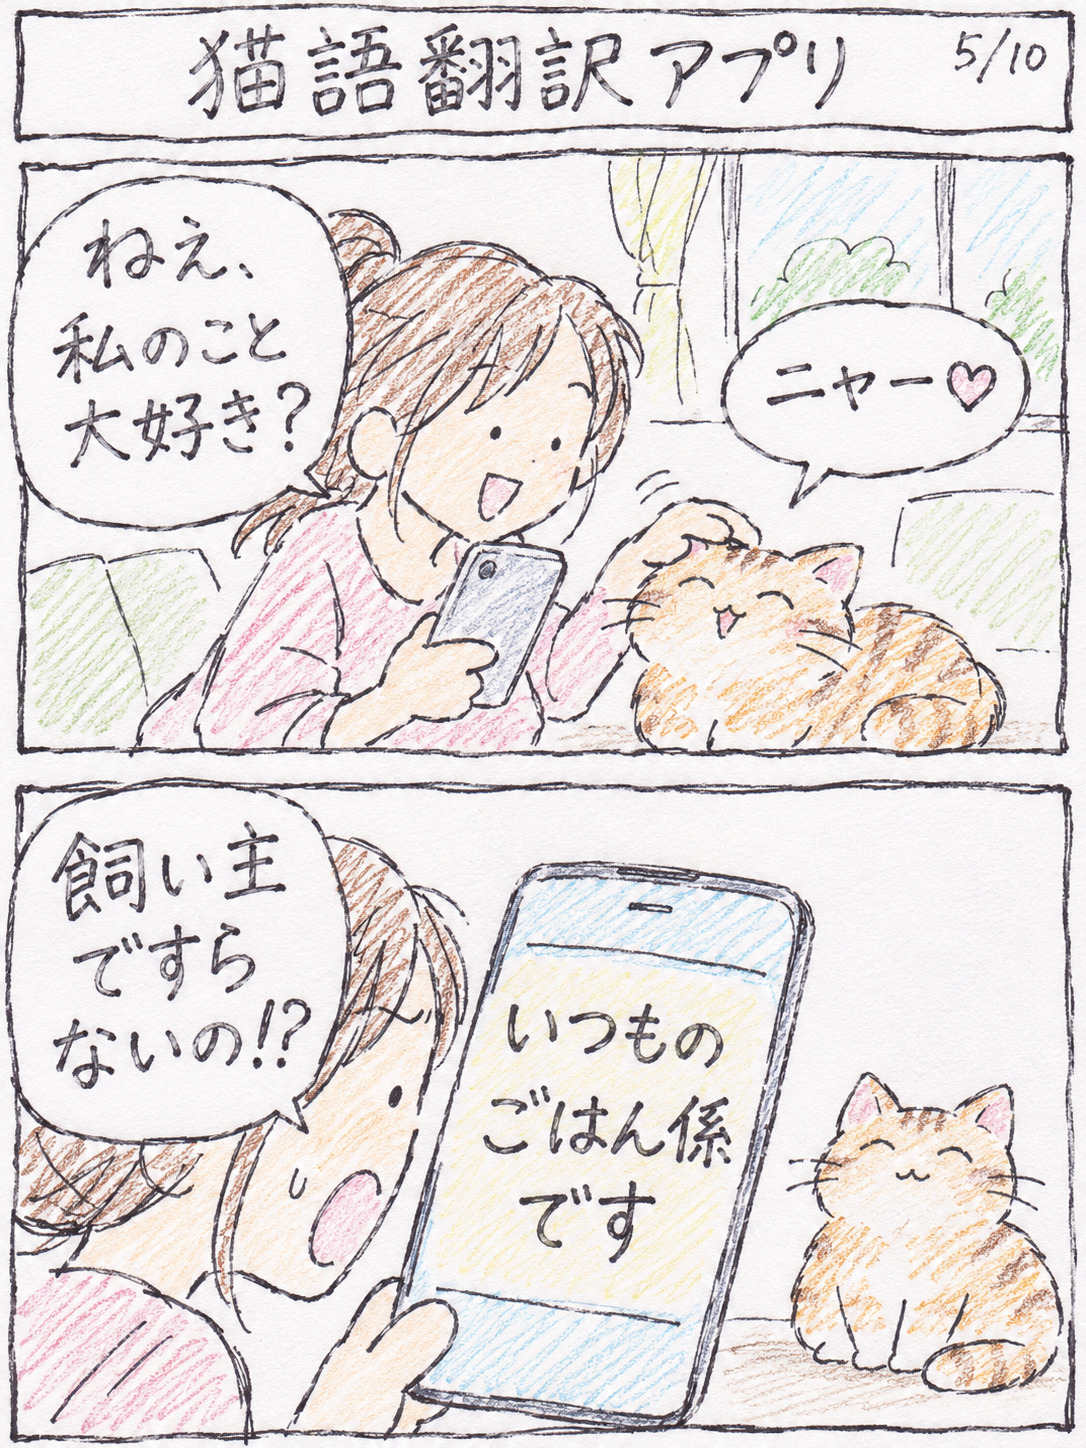 猫語翻訳アプリ
5/10
ねえ、
私のこと
大好き?
ニャー♡
飼い主
ですら
ないの!?
いつもの
ごはん係
です